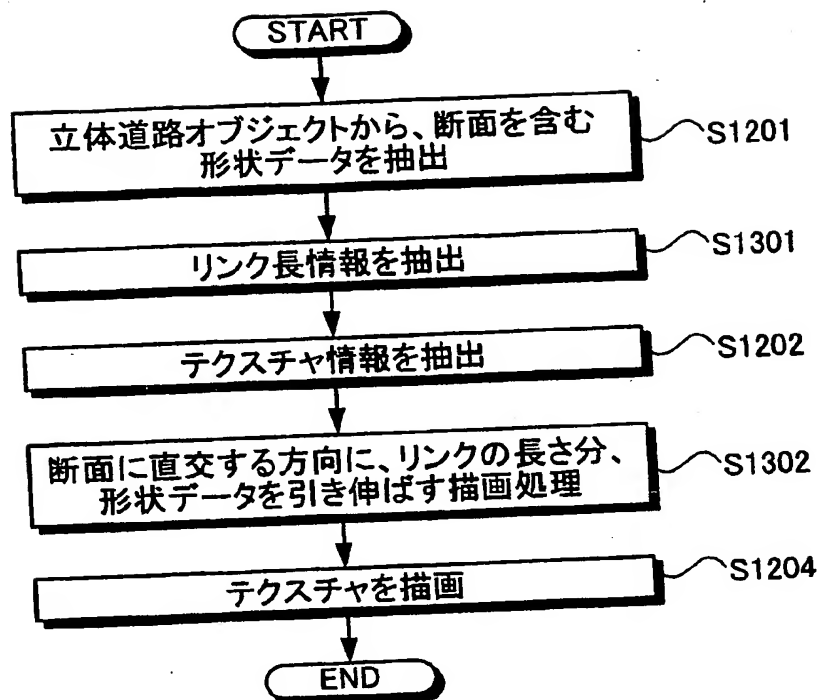 START
立体道路オブジェクトから、断面を含む
形状データを抽出
S1201
リンク長情報を抽出
S1301
テクスチャ情報を抽出
S1202
断面に直交する方向に、リンクの長さ分、
形状データを引き伸ばす描画処理
S1302
テクスチャを描画
S1204
END